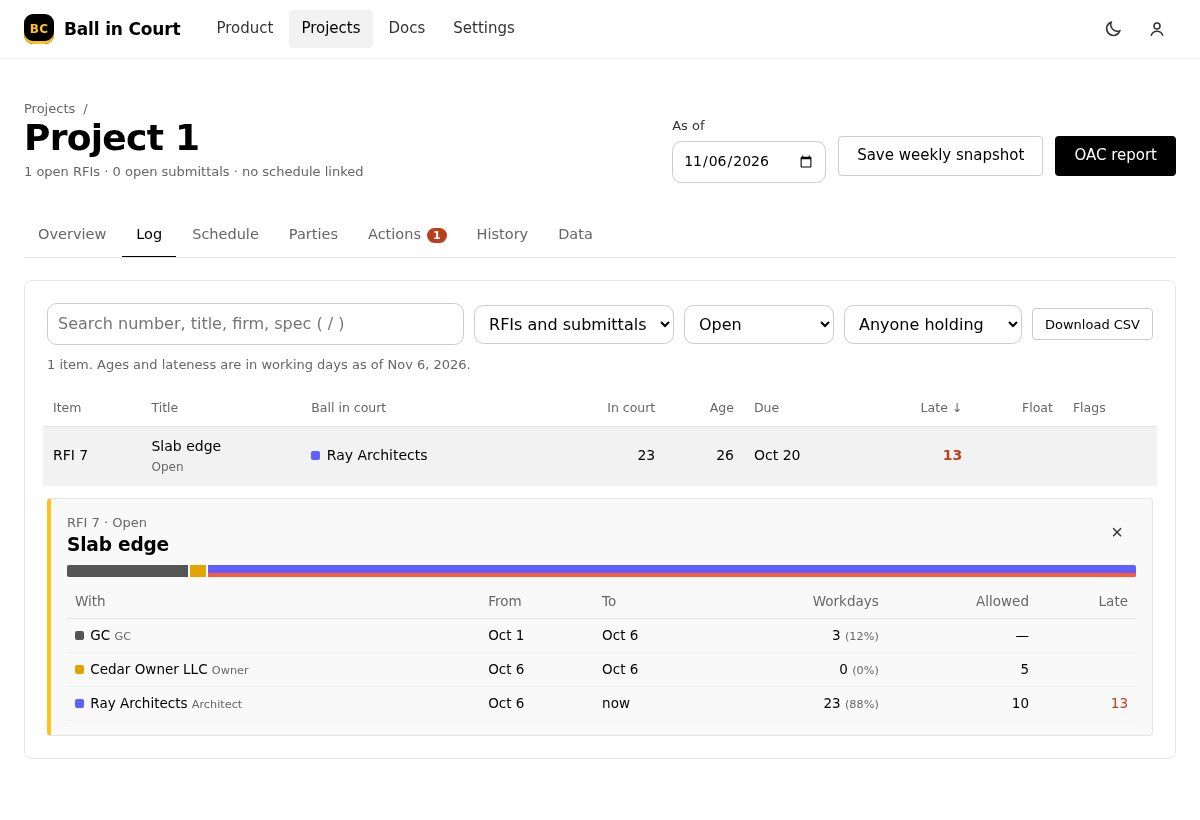 BC Ball in Court Product Projects Docs Settings
Projects /
Project 1
1 open RFIs · 0 open submittals · no schedule linked
As of
11/06/2026 Save weekly snapshot OAC report
Overview Log Schedule Parties Actions 1 History Data
Search number, title, firm, spec ( / ) RFIs and submittals Open Anyone holding Download CSV
1 item. Ages and lateness are in working days as of Nov 6, 2026.
Item Title Ball in court In court Age Due Late ↓ Float Flags
RFI 7 Slab edge Ray Architects 23 26 Oct 20 13
Open
RFI 7 · Open
Slab edge ×
With From To Workdays Allowed Late
GC GC Oct 1 Oct 6 3 (12%) —
Cedar Owner LLC Owner Oct 6 Oct 6 0 (0%) 5
Ray Architects Architect Oct 6 now 23 (88%) 10 13